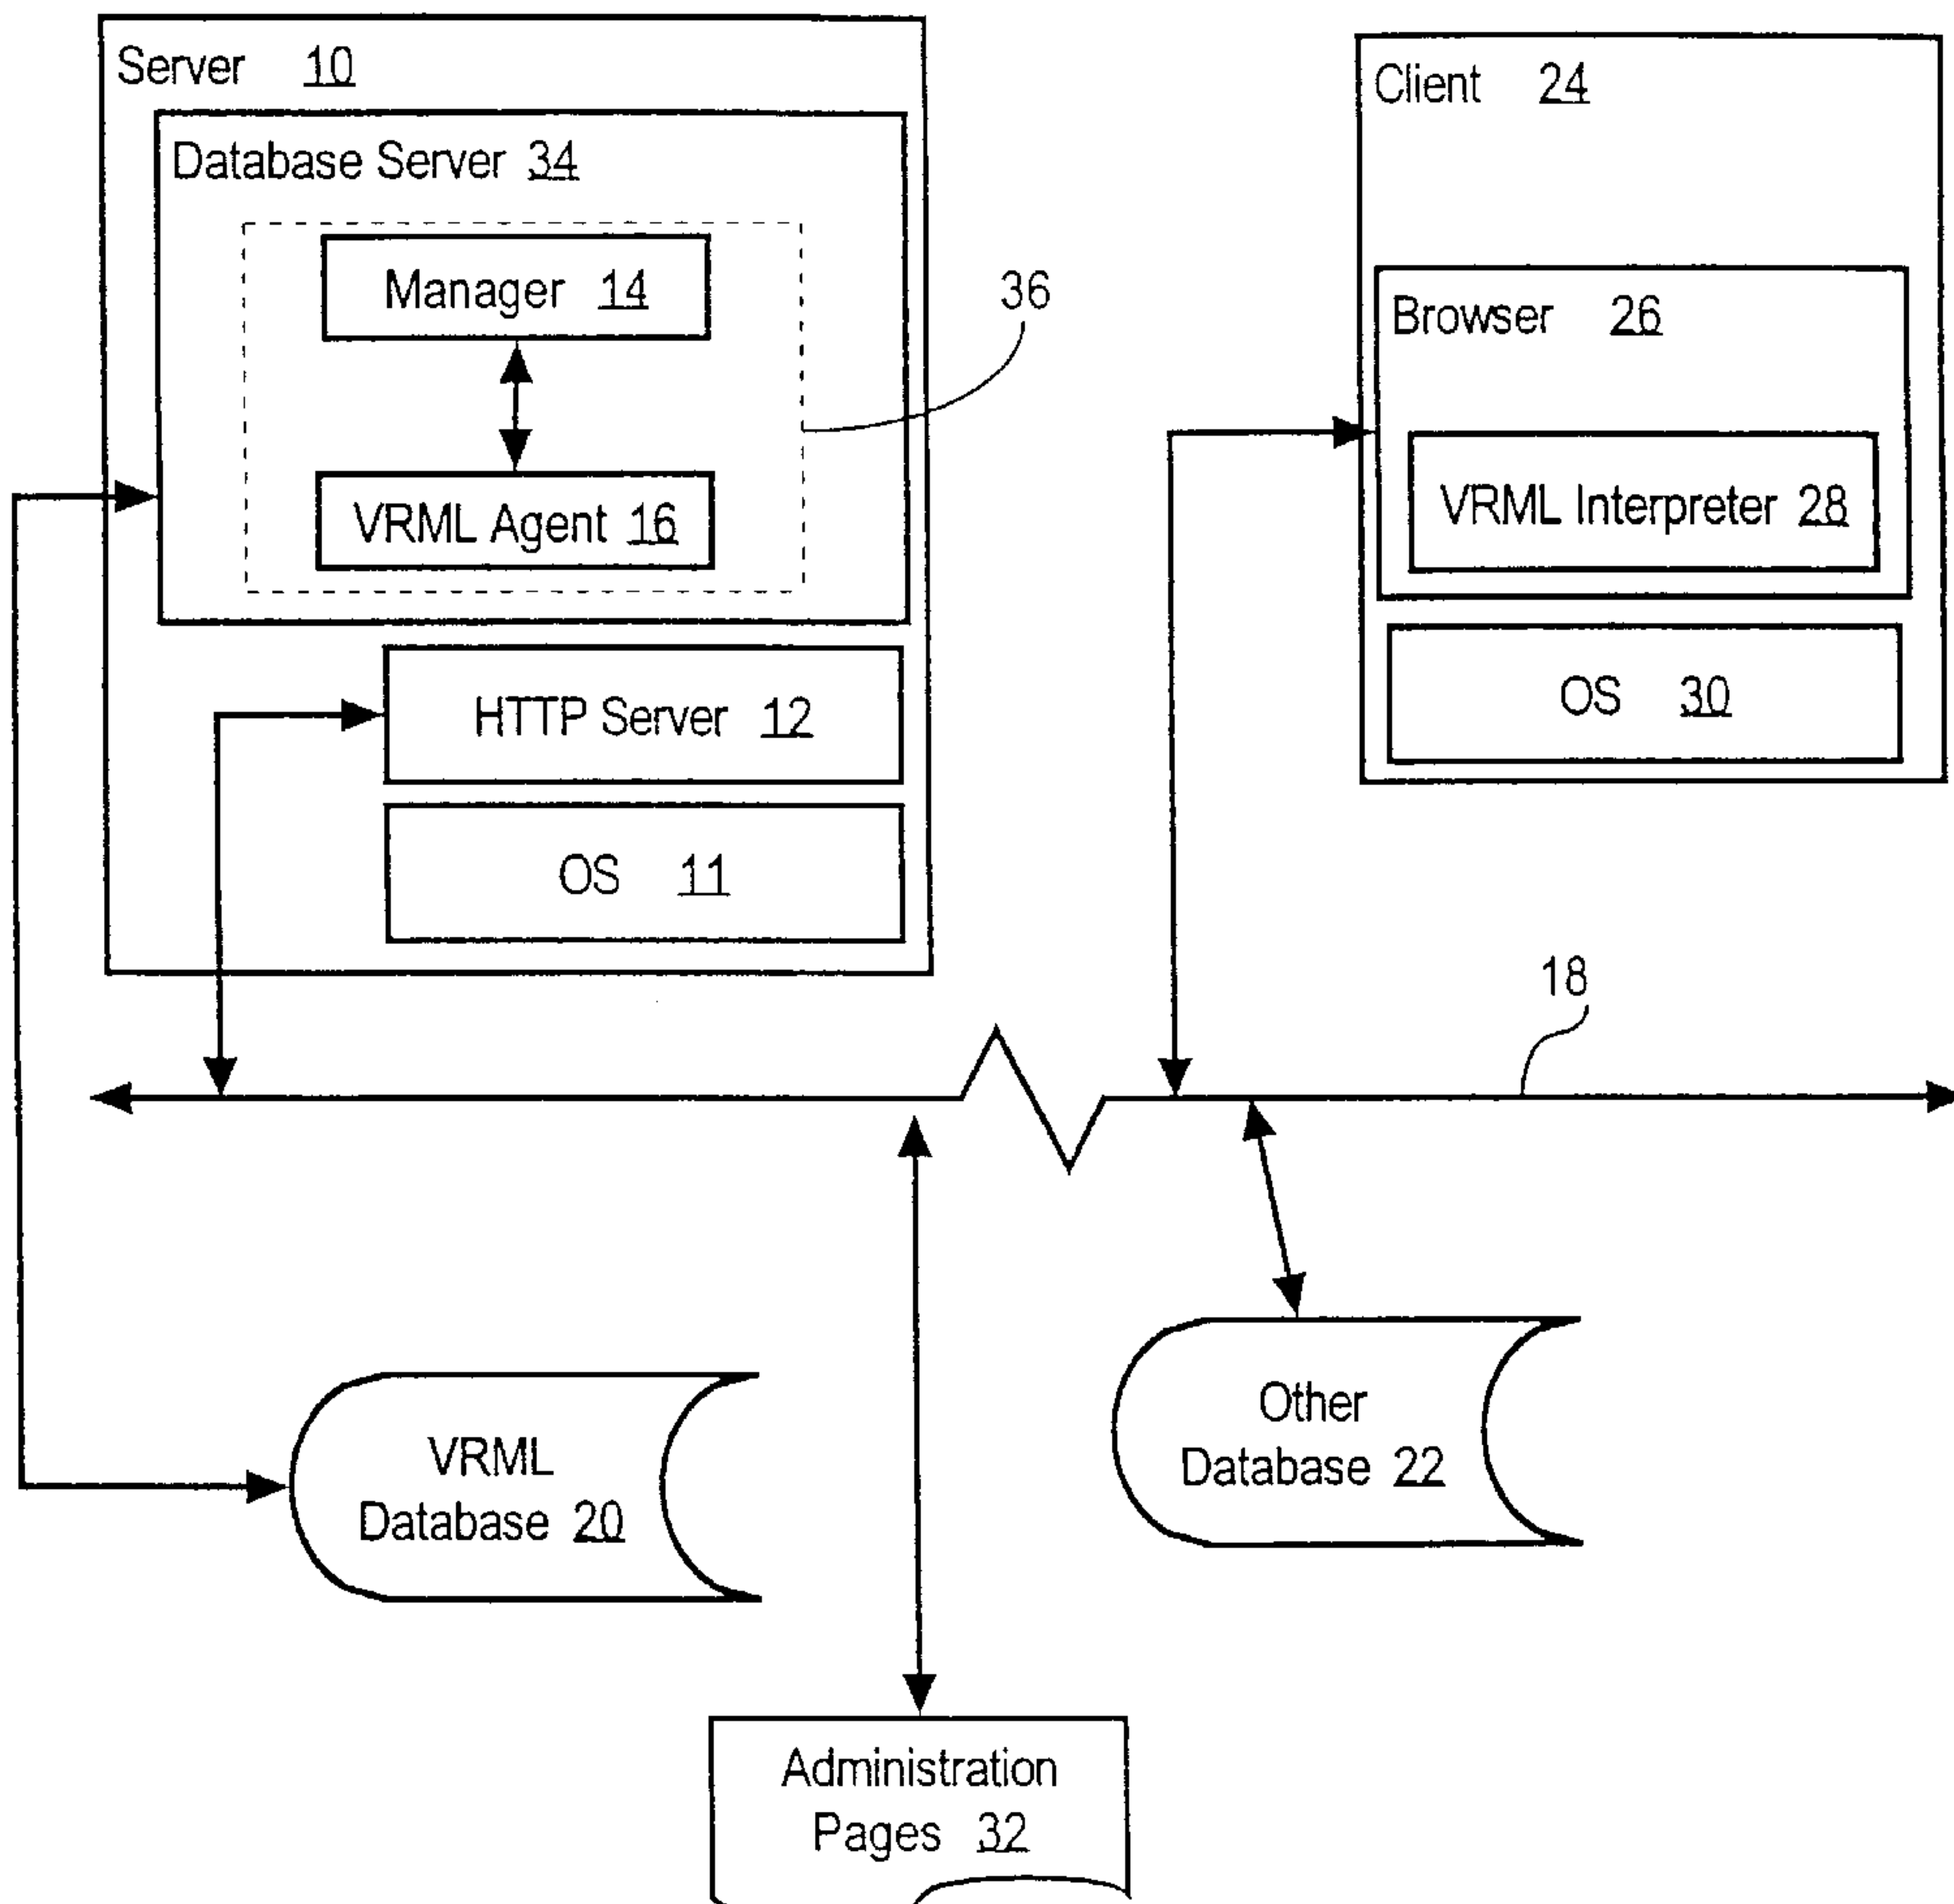 Server 10
Database Server 34
Manager 14
36
VRML Agent 16
HTTP Server 12
OS 11
Client 24
Browser 26
VRML Interpreter 28
OS 30
18
VRML
Database 20
Other
Database 22
Administration
Pages 32